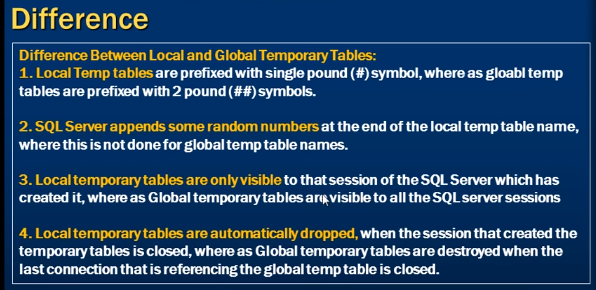 Difference
Difference Between Local and Global Temporary Tables:
1. Local Temp tables are prefixed with single pound (#) symbol, where as gloabl temp
tables are prefixed with 2 pound (##) symbols.
2. SQL Server appends some random numbers at the end of the local temp table name,
where this is not done for global temp table names.
3. Local temporary tables are only visible to that session of the SQL Server which has
created it, where as Global temporary tables are visible to all the SQL server sessions
4. Local temporary tables are automatically dropped, when the session that created the
temporary tables is closed, where as Global temporary tables are destroyed when the
last connection that is referencing the global temp table is closed.